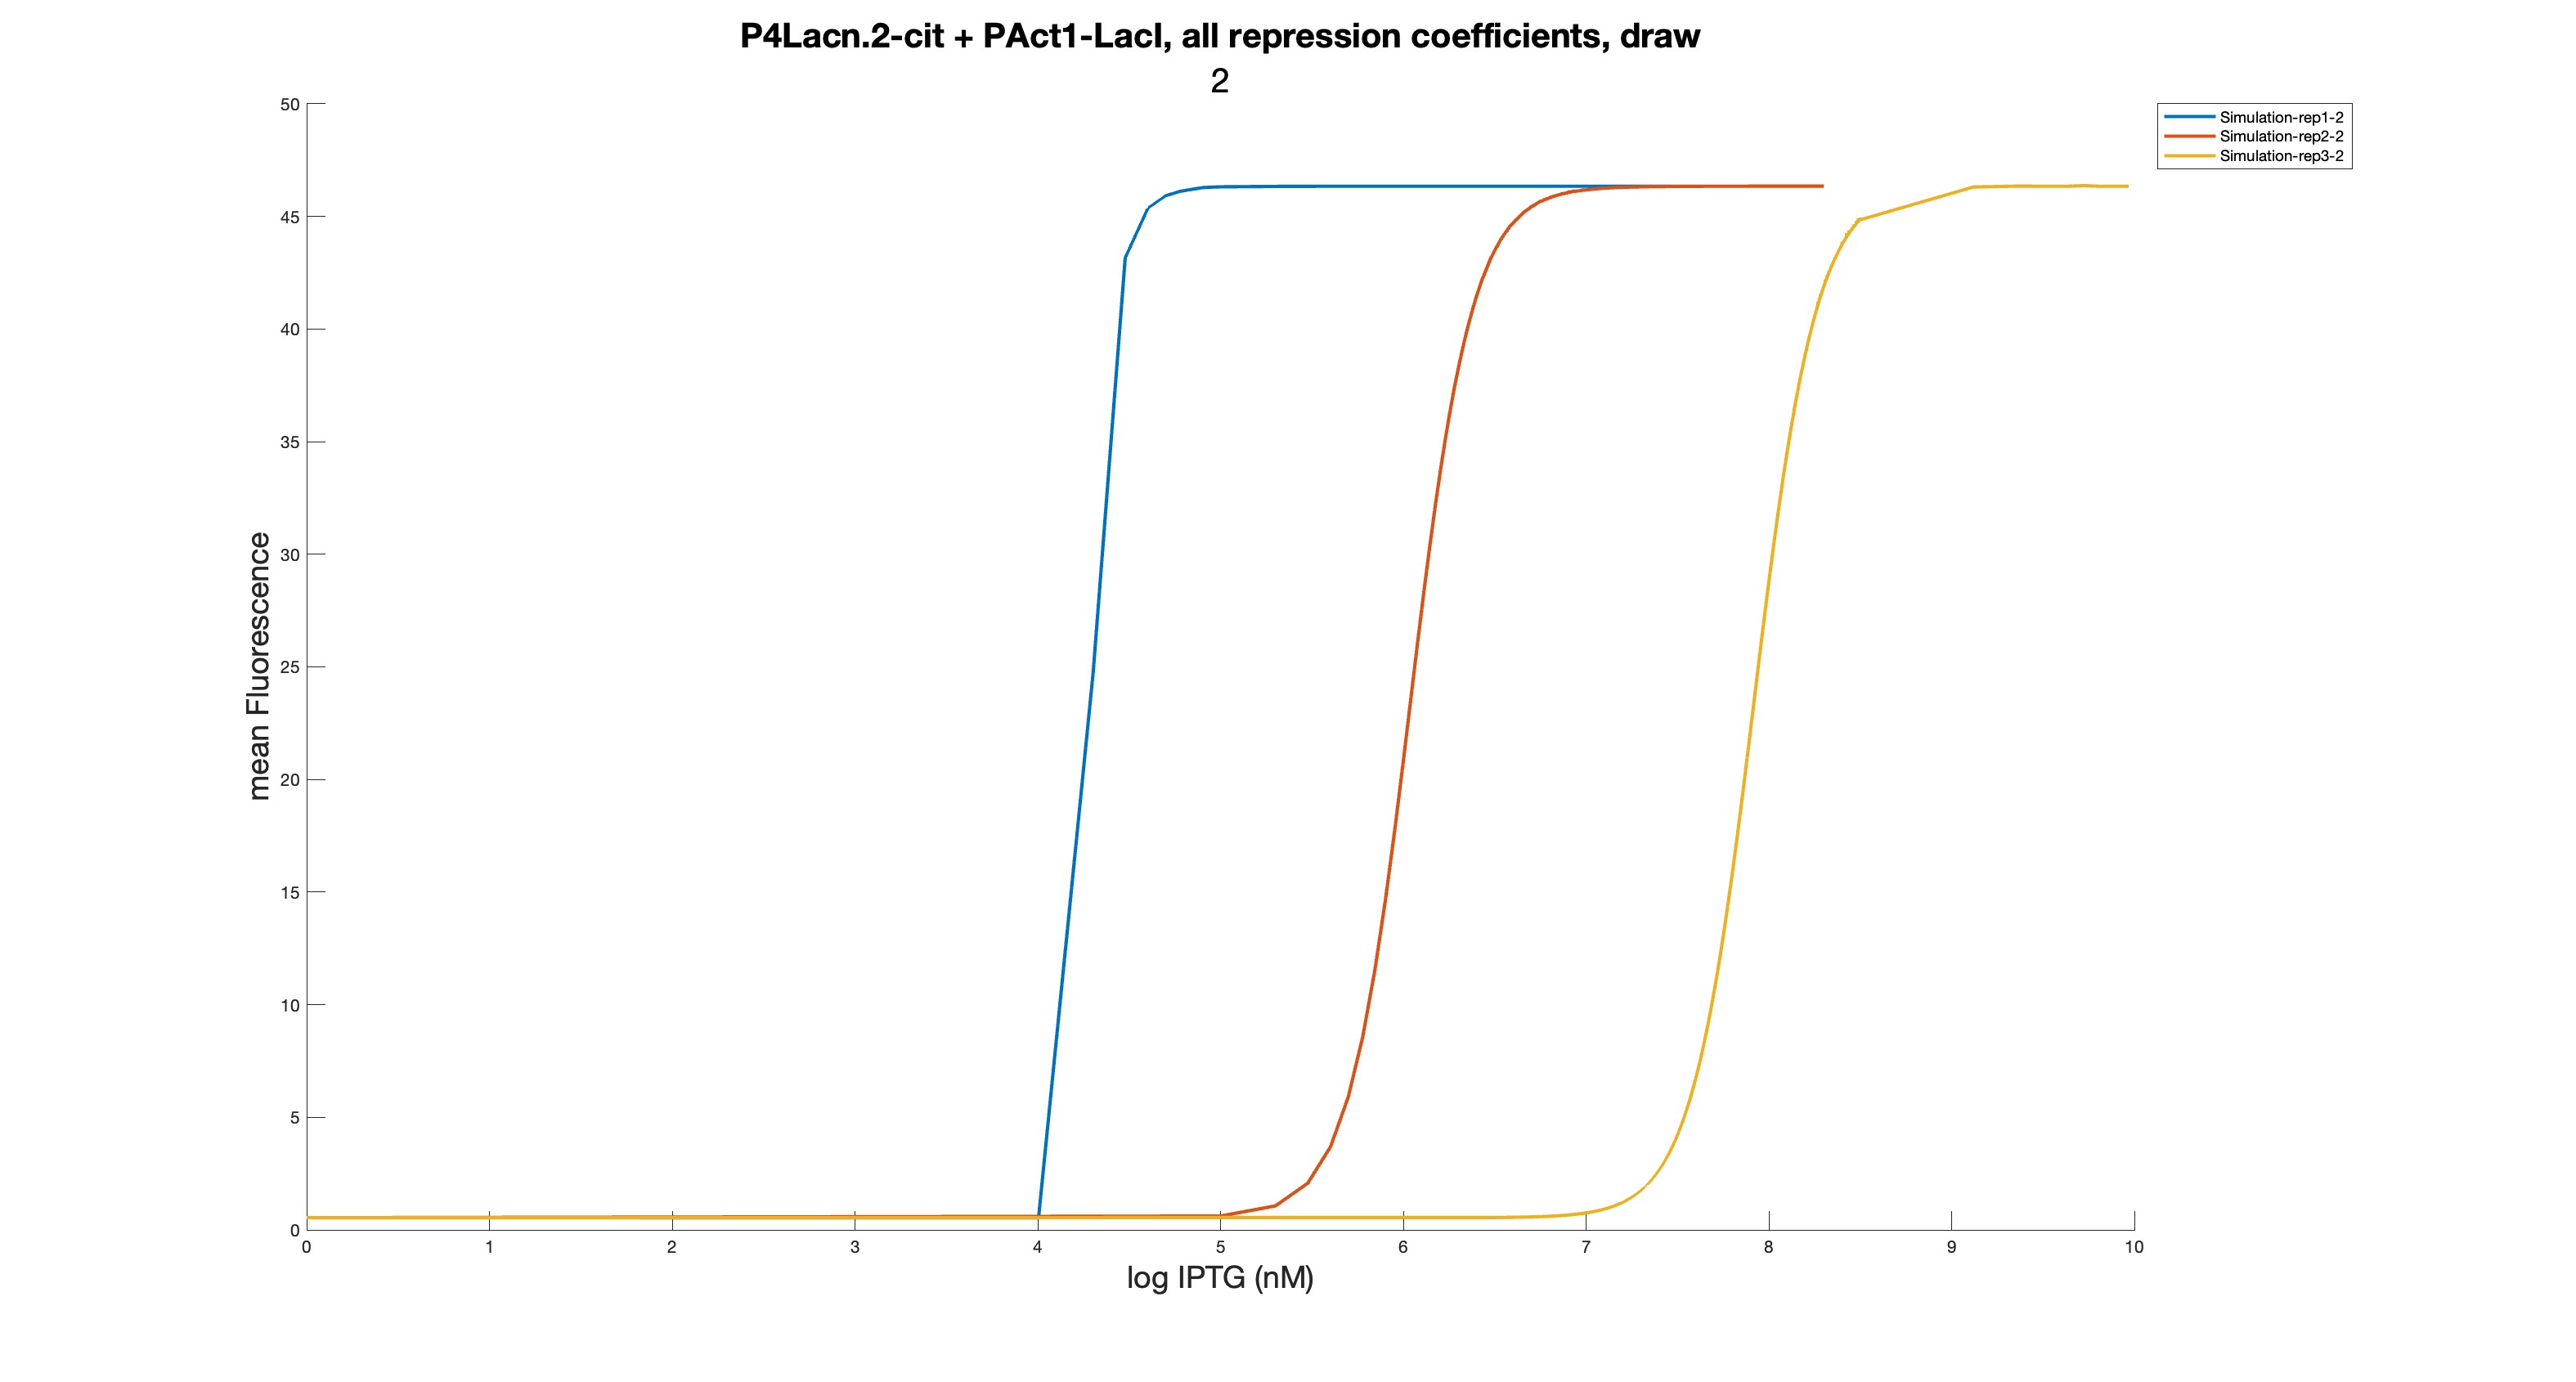 P4Lacn.2-cit + PAct1-LacI, all repression coefficients, draw
2
50
45
40
35
30
25
20
15
10
5
0
mean Fluorescence
0 1 2 3 4 5 6 7 8 9 10
log IPTG (nM)
Simulation-rep1-2
Simulation-rep2-2
Simulation-rep3-2